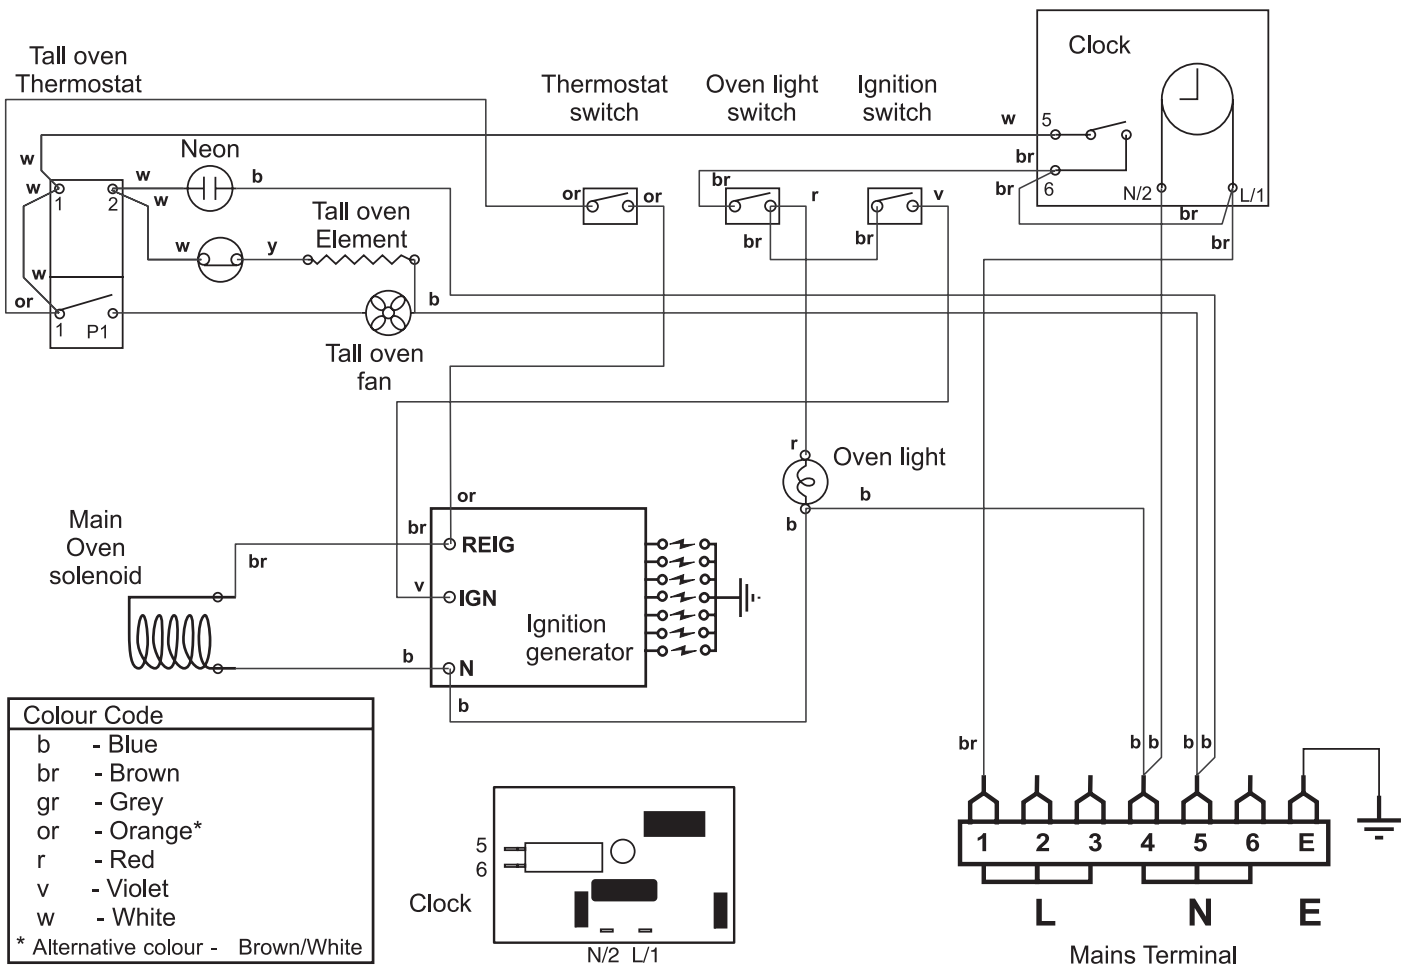 Clock
Tall oven
Thermostat
Thermostat
switch
Oven light
switch
Ignition
switch
w
5
br
6
br
N/2
L/1
br
br
w
w
1
2
w
Neon
b
w
w
y
Tall oven
Element
or
or
br
r
br
br
v
w
or
1
P1
b
Tall oven
fan
r
Oven light
b
b
or
Main
Oven
solenoid
br
br
REIG
v
IGN
Ignition
generator
b
N
b
Colour Code
b - Blue
br - Brown
gr - Grey
or - Orange*
r - Red
v - Violet
w - White
* Alternative colour - Brown/White
5
6
Clock
N/2 L/1
br
b b
b b
1 2 3 4 5 6 E
L N E
Mains Terminal